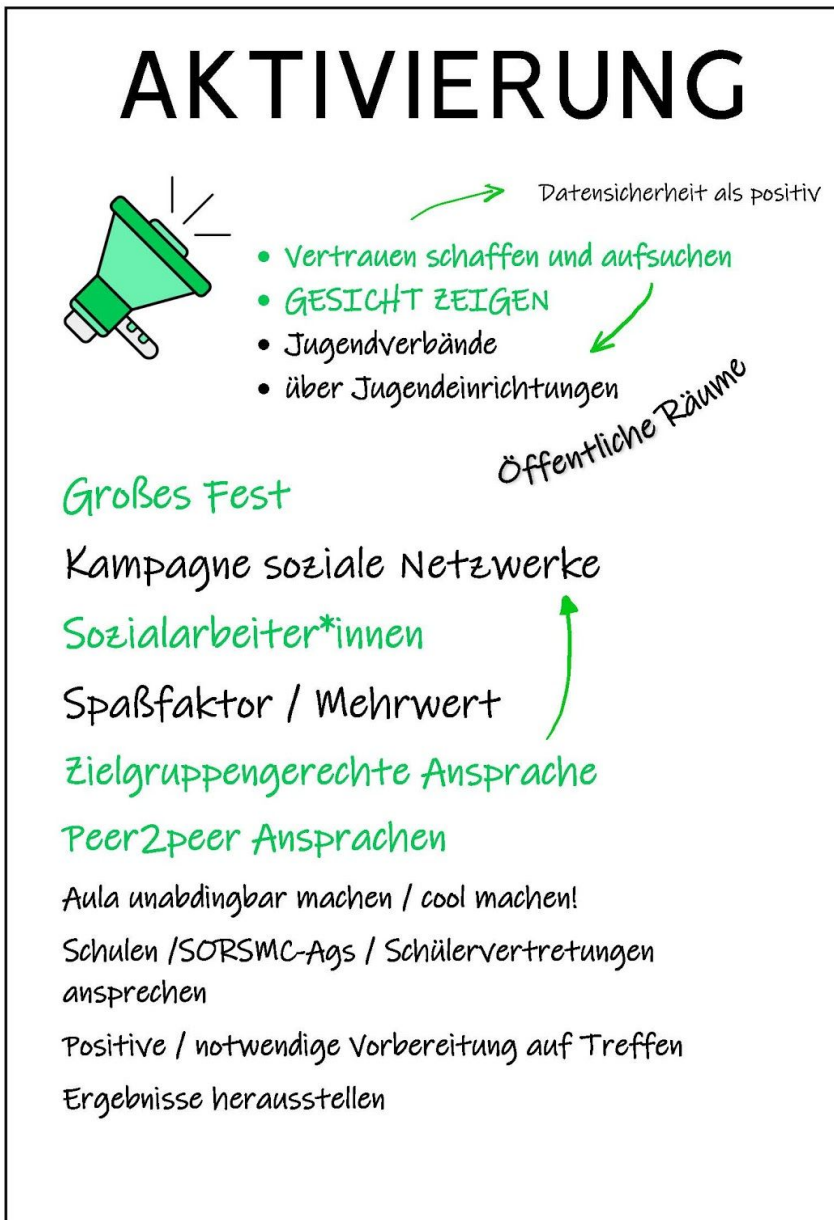 AKTIVIERUNG
Datensicherheit als positiv
• Vertrauen schaffen und aufsuchen
• GESICHT ZEIGEN
• Jugendverbände
• über Jugendeinrichtungen
Öffentliche Räume
Großes Fest
Kampagne soziale Netzwerke
Sozialarbeiter*innen
Spaßfaktor / Mehrwert
Zielgruppengerechte Ansprache
Peer2peer Ansprachen
Aula unabdingbar machen / cool machen!
Schulen /SORSMC-Ags / Schülervertretungen
ansprechen
Positive / notwendige Vorbereitung auf Treffen
Ergebnisse herausstellen